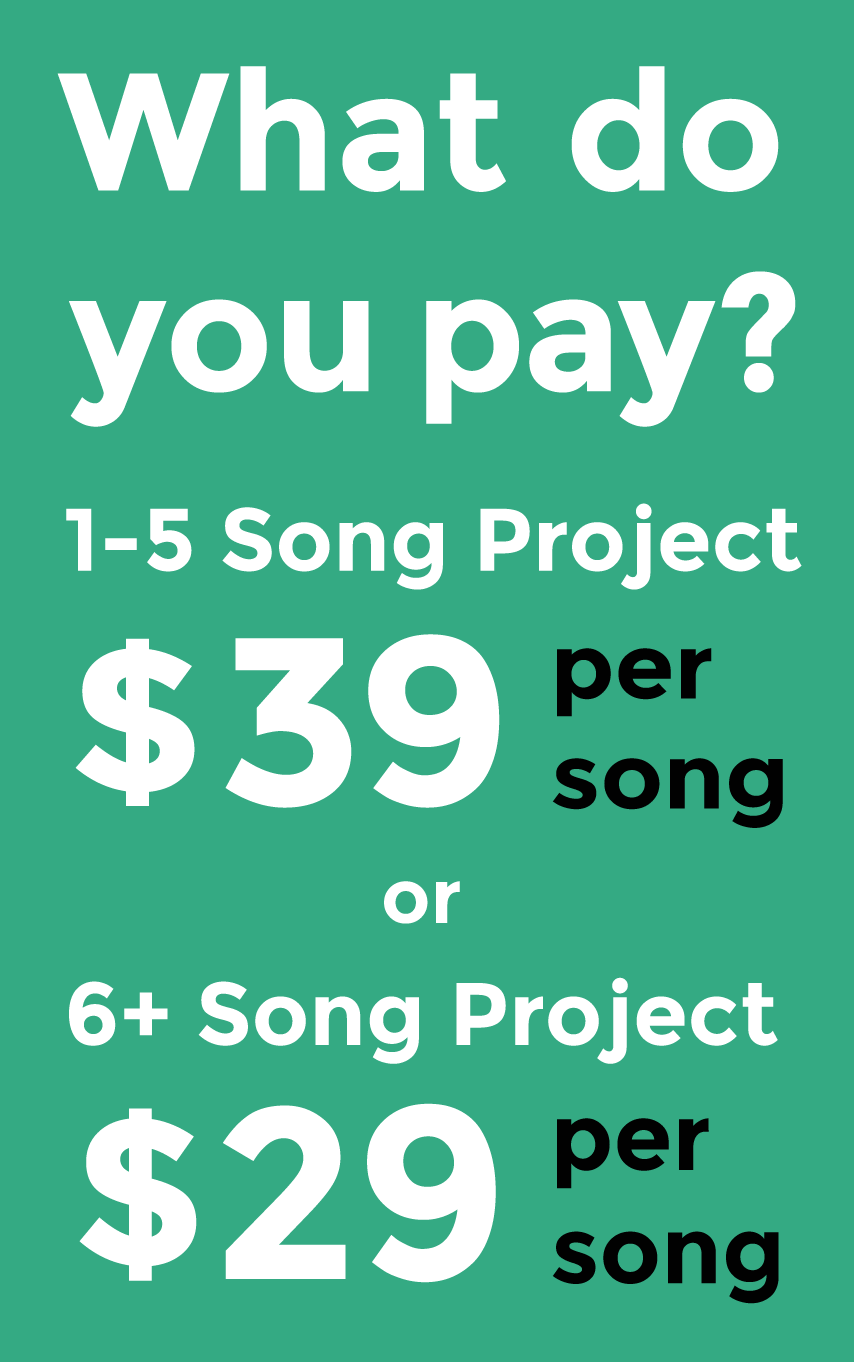 What do
you pay?
1-5 Song Project
$39 per
song
or
6+ Song Project
$29 per
song